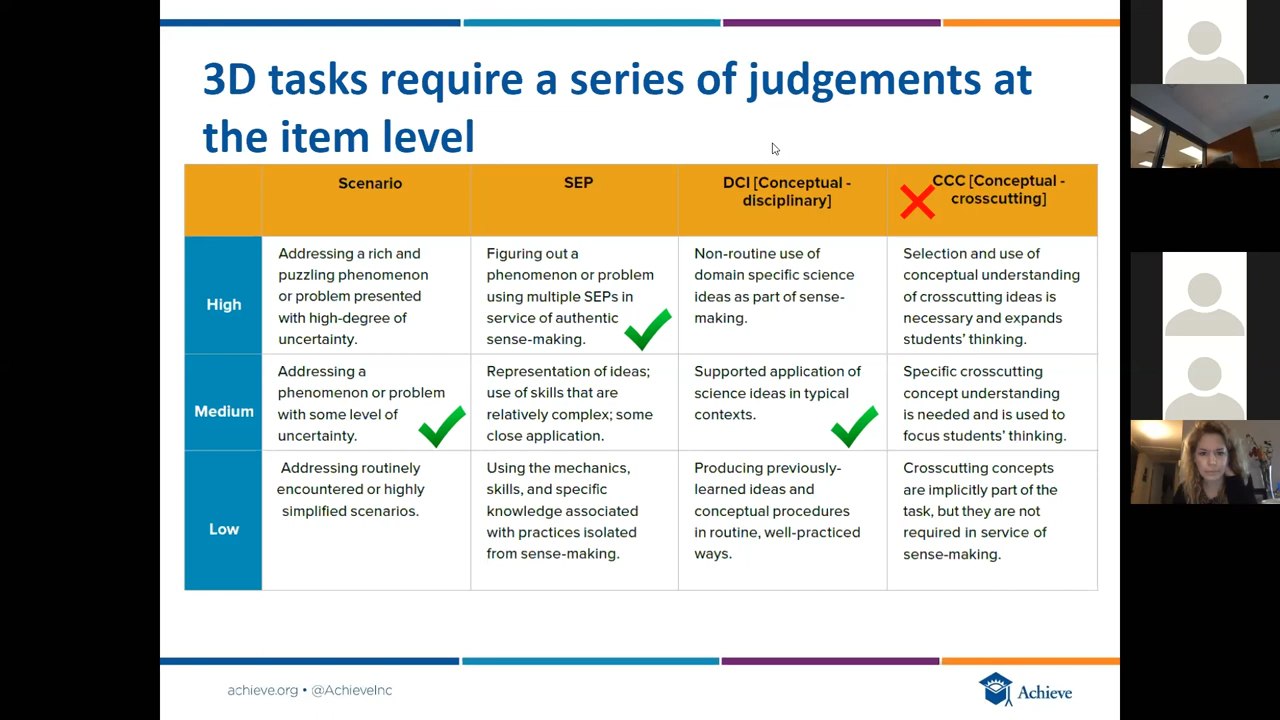 3D tasks require a series of judgements at
the item level
Scenario
SEP
DCI [Conceptual -
disciplinary]
CCC [Conceptual -
crosscutting]
High
Addressing a rich and
puzzling phenomenon
or problem presented
with high-degree of
uncertainty.
Figuring out a
phenomenon or problem
using multiple SEPs in
service of authentic
sense-making.
Non-routine use of
domain specific science
ideas as part of sense-
making.
Selection and use of
conceptual understanding
of crosscutting ideas is
necessary and expands
students' thinking.
Medium
Addressing a
phenomenon or problem
with some level of
uncertainty.
Representation of ideas;
use of skills that are
relatively complex; some
close application.
Supported application of
science ideas in typical
contexts.
Specific crosscutting
concept understanding
is needed and is used to
focus students' thinking.
Low
Addressing routinely
encountered or highly
simplified scenarios.
Using the mechanics,
skills, and specific
knowledge associated
with practices isolated
from sense-making.
Producing previously-
learned ideas and
conceptual procedures
in routine, well-practiced
ways.
Crosscutting concepts
are implicitly part of the
task, but they are not
required in service of
sense-making.
achieve.org • @AchieveInc
Achieve